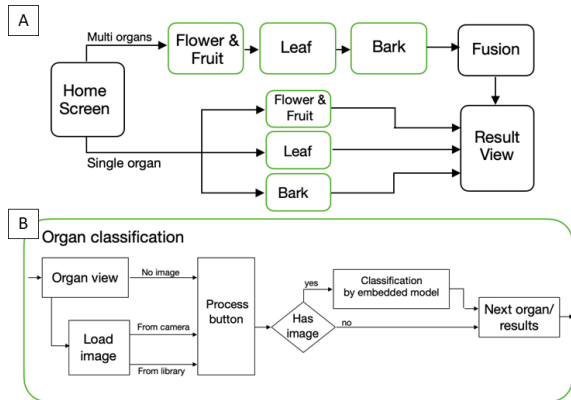 A
Multi organs
Flower &
Fruit
Leaf
Bark
Fusion
Home
Screen
Flower &
Fruit
Leaf
Bark
Single organ
Result
View
B
Organ classification
Organ view
No image
Load
image
From camera
From library
Process
button
Has
image
yes
no
Classification
by embedded model
Next organ/
results